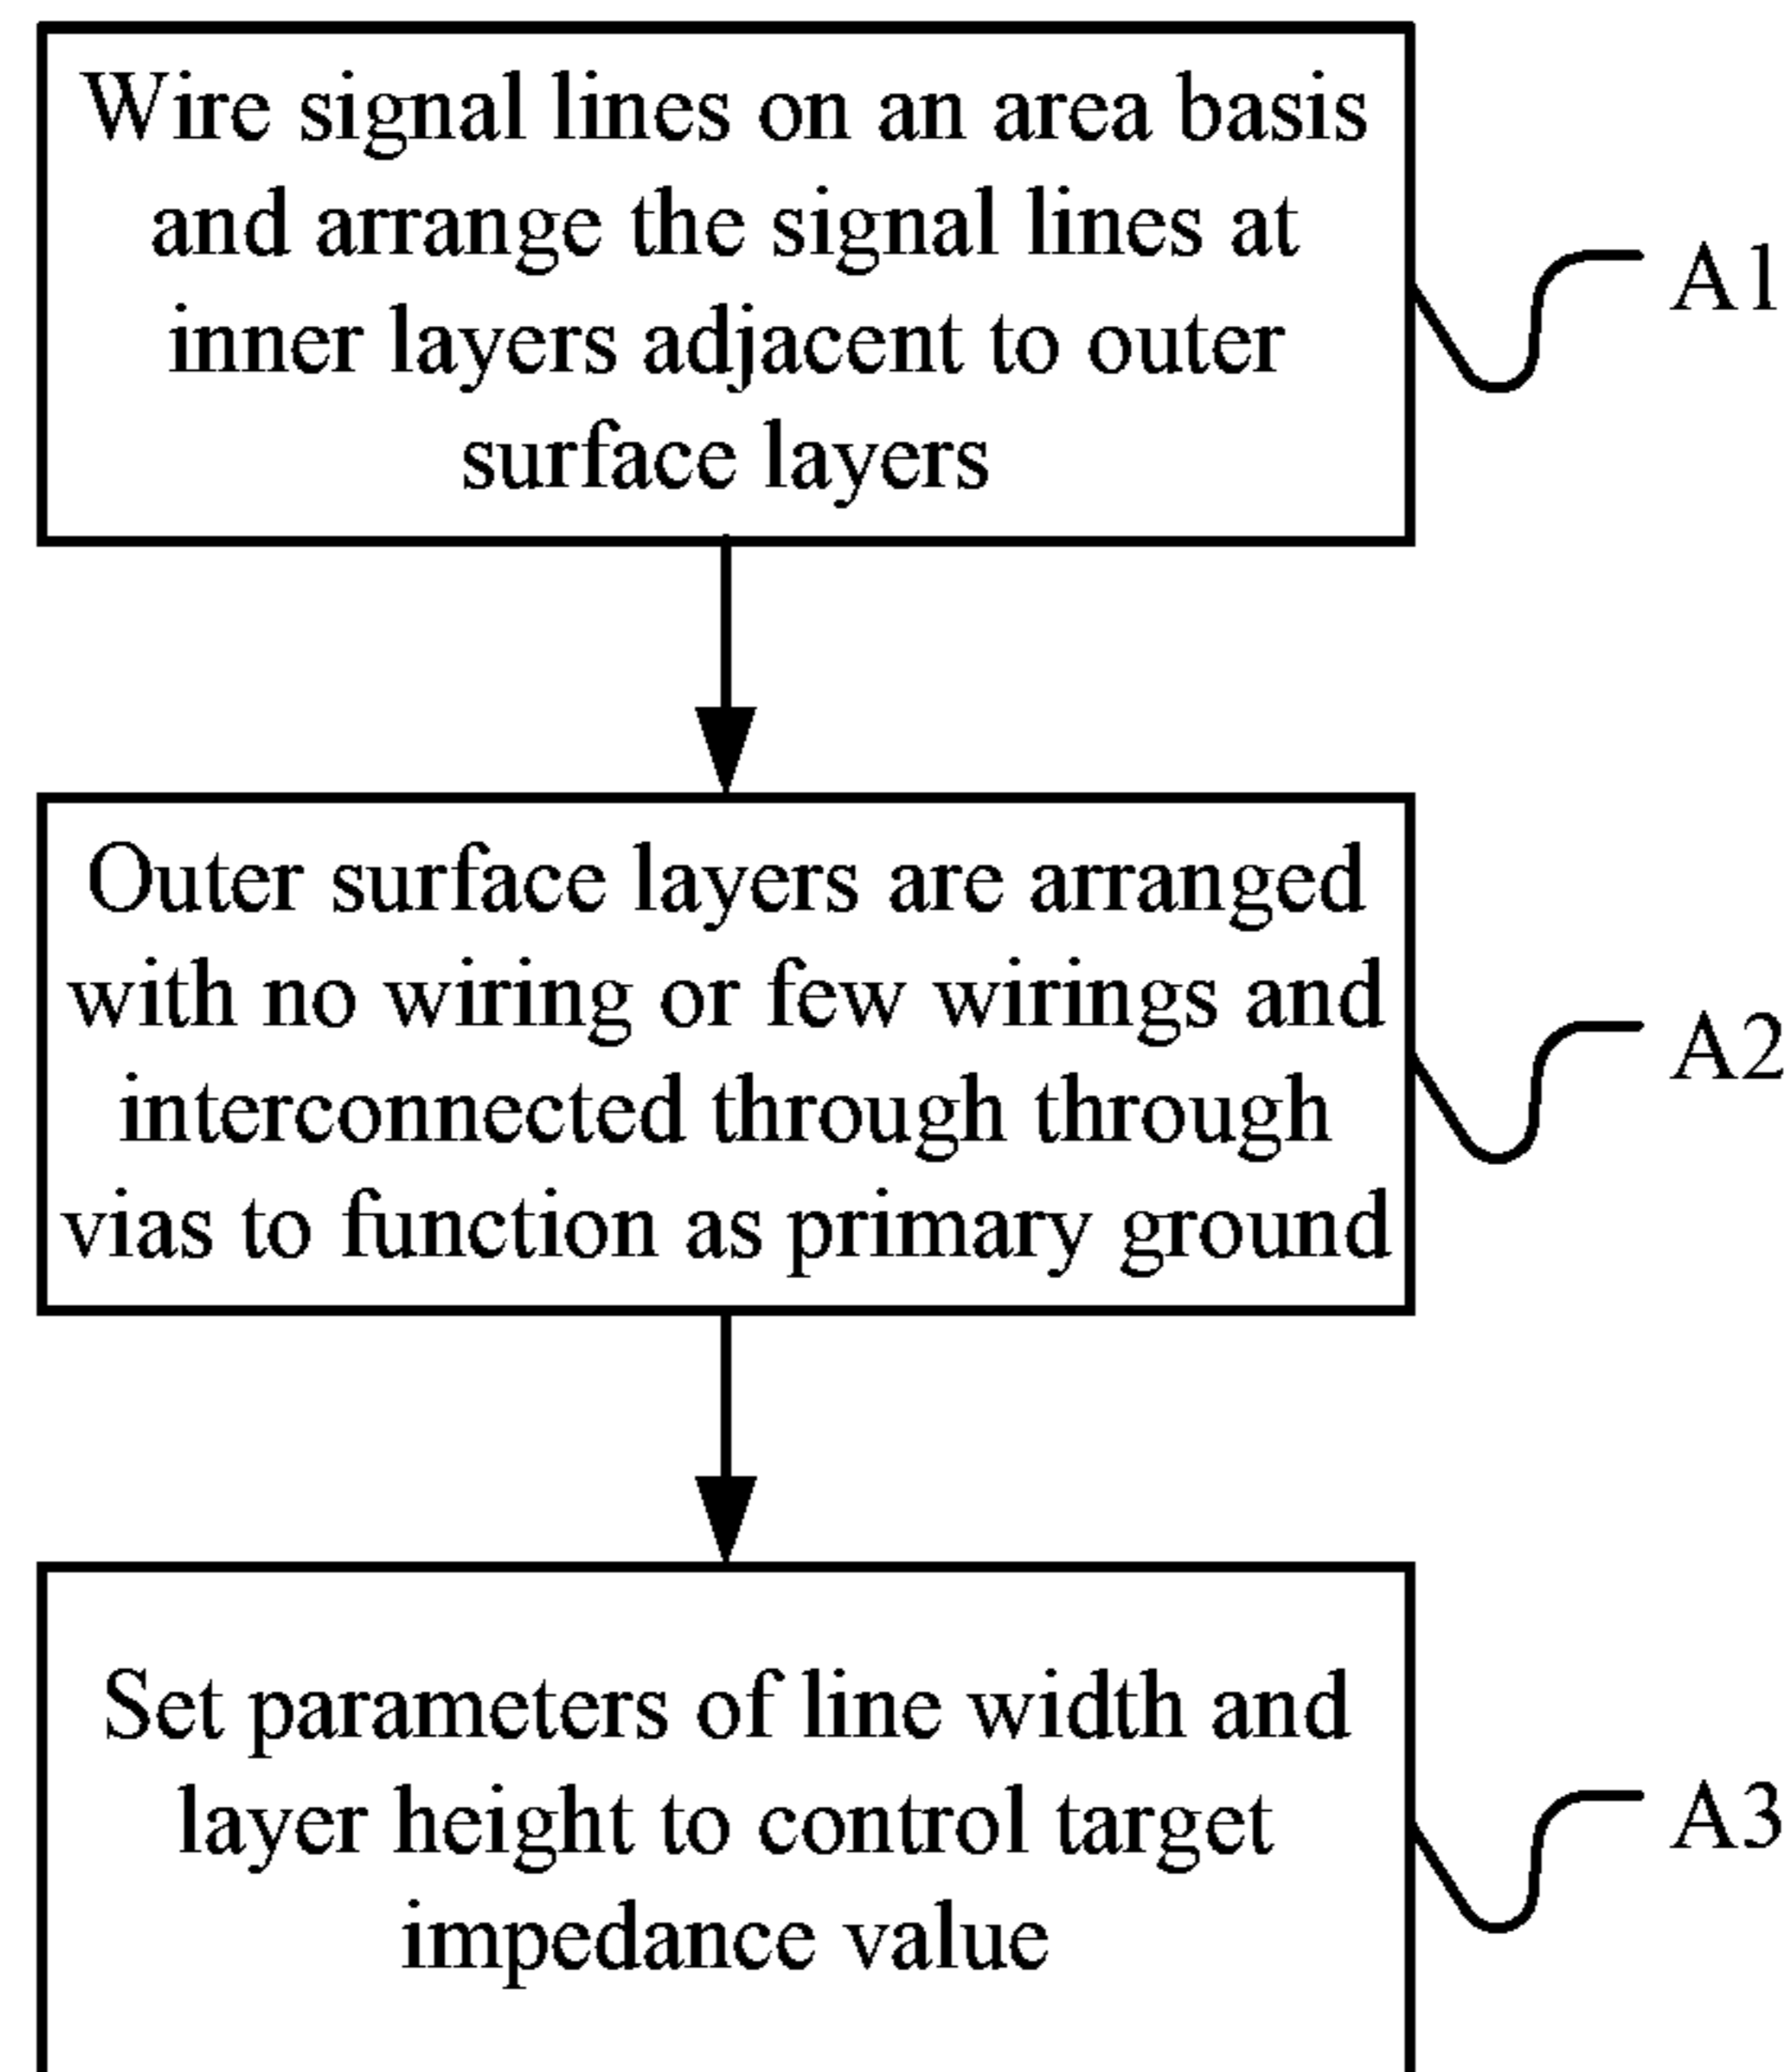 Wire signal lines on an area basis
and arrange the signal lines at
inner layers adjacent to outer
surface layers
A1
Outer surface layers are arranged
with no wiring or few wirings and
interconnected through through
vias to function as primary ground
A2
Set parameters of line width and
layer height to control target
impedance value
A3